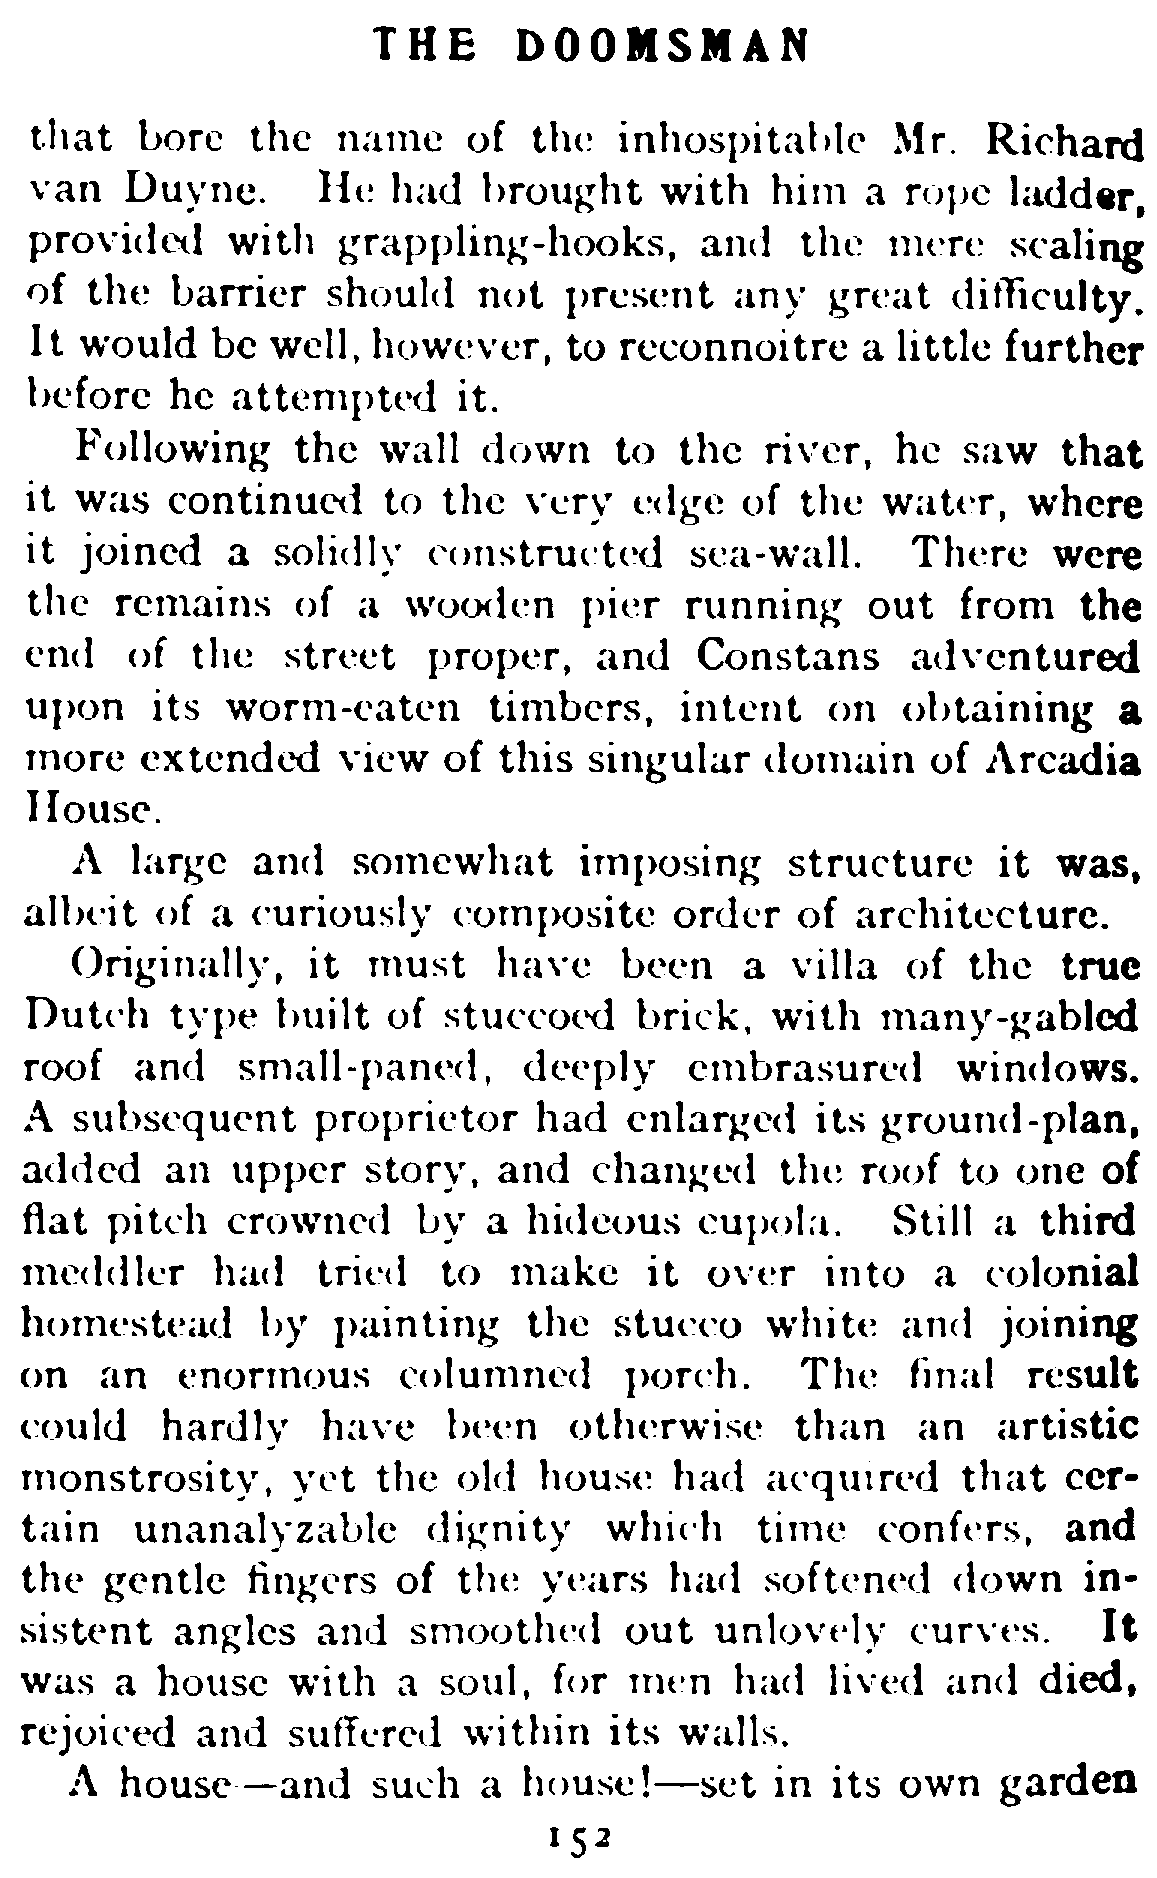 THE DOOMSMAN
that bore the name of the inhospitable Mr. Richard
van Duyne. He had brought with him a rope ladder,
provided with grappling-hooks, and the mere scaling
of the barrier should not present any great difficulty.
It would be well, however, to reconnoitre a little further
before he attempted it.
Following the wall down to the river, he saw that
it was continued to the very edge of the water, where
it joined a solidly constructed sea-wall. There were
the remains of a wooden pier running out from the
end of the street proper, and Constans adventured
upon its worm-eaten timbers, intent on obtaining a
more extended view of this singular domain of Arcadia
House.
A large and somewhat imposing structure it was,
albeit of a curiously composite order of architecture.
Originally, it must have been a villa of the true
Dutch type built of stuccoed brick, with many-gabled
roof and small-paned, deeply embrasured windows.
A subsequent proprietor had enlarged its ground-plan,
added an upper story, and changed the roof to one of
flat pitch crowned by a hideous cupola. Still a third
meddler had tried to make it over into a colonial
homestead by painting the stucco white and joining
on an enormous columned porch. The final result
could hardly have been otherwise than an artistic
monstrosity, yet the old house had acquired that cer-
tain unanalyzable dignity which time confers, and
the gentle fingers of the years had softened down in-
sistent angles and smoothed out unlovely curves. It
was a house with a soul, for men had lived and died,
rejoiced and suffered within its walls.
A house—and such a house!—set in its own garden
152